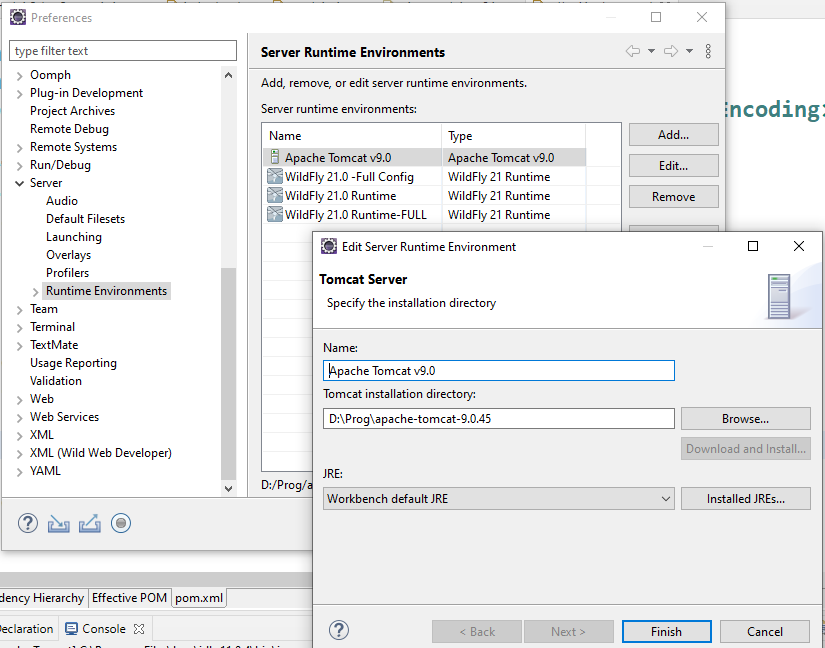 Preferences
type filter text
Oomph
Plug-in Development
Project Archives
Remote Debug
Remote Systems
Run/Debug
Server
Audio
Default Filesets
Launching
Overlays
Profilers
Runtime Environments
Team
Terminal
TextMate
Usage Reporting
Validation
Web
Web Services
XML
XML (Wild Web Developer)
YAML
Server Runtime Environments
Add, remove, or edit server runtime environments.
Server runtime environments:
Name Type
Apache Tomcat v9.0 Apache Tomcat v9.0
WildFly 21.0 -Full Config WildFly 21 Runtime
WildFly 21.0 Runtime WildFly 21 Runtime
WildFly 21.0 Runtime-FULL WildFly 21 Runtime
Add...
Edit...
Remove
D:/Prog/a
Encoding:
Edit Server Runtime Environment
Tomcat Server
Specify the installation directory
Name:
Apache Tomcat v9.0
Tomcat installation directory:
D:\Prog\apache-tomcat-9.0.45
Browse...
Download and Install...
JRE:
Workbench default JRE
Installed JREs...
< Back
Next >
Finish
Cancel
dency Hierarchy Effective POM pom.xml
Declaration Console